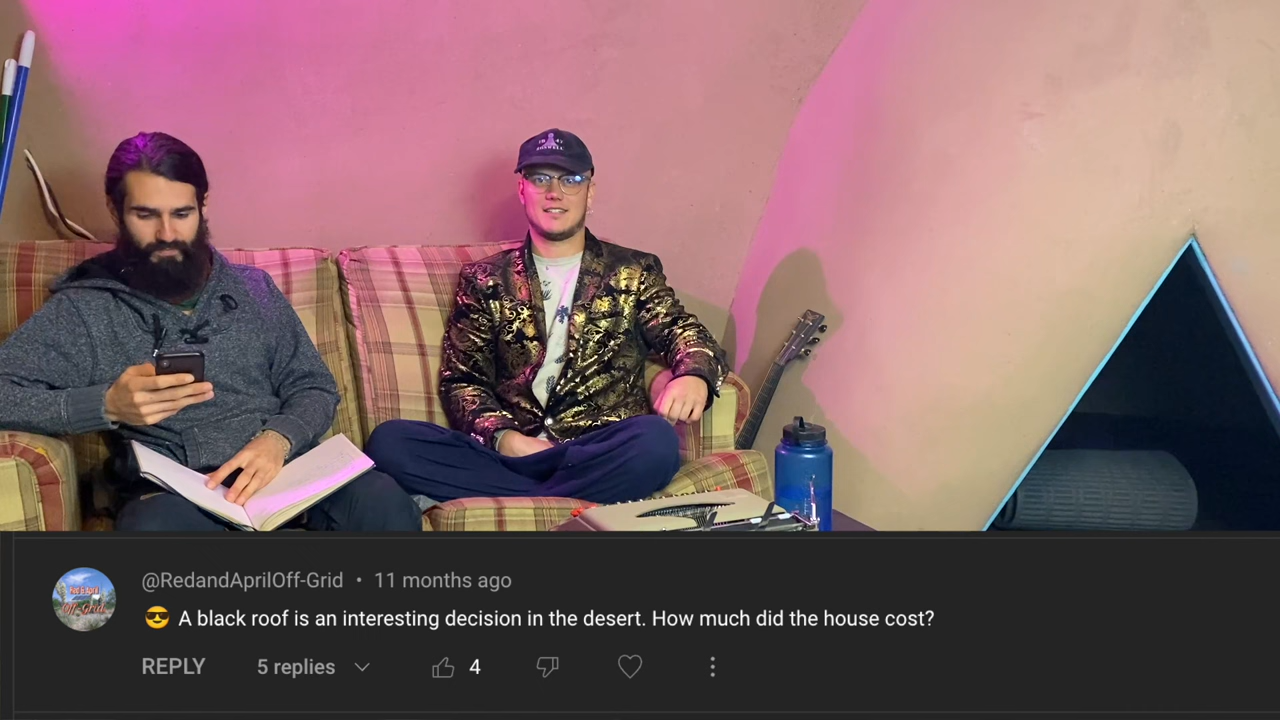 @RedandAprilOff-Grid • 11 months ago
😎 A black roof is an interesting decision in the desert. How much did the house cost?
REPLY 5 replies 4